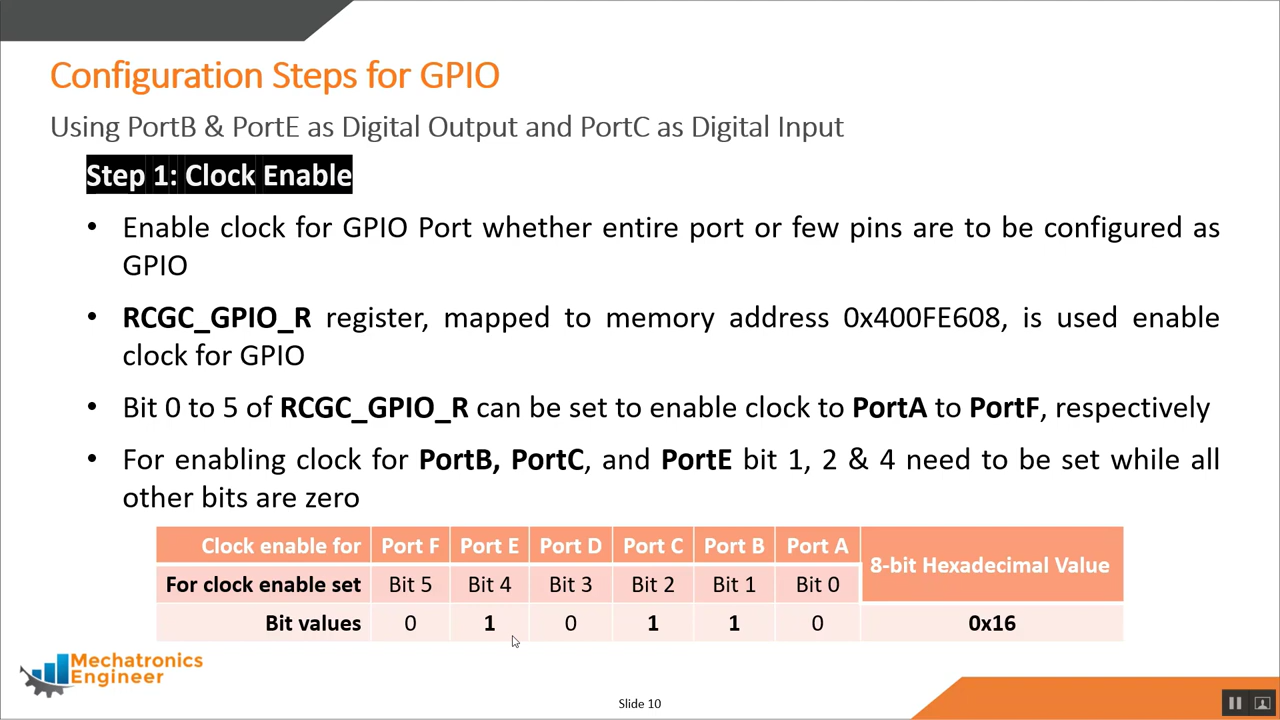 Configuration Steps for GPIO
Using PortB & PortE as Digital Output and PortC as Digital Input
Step 1: Clock Enable
• Enable clock for GPIO Port whether entire port or few pins are to be configured as
GPIO
• RCGC_GPIO_R register, mapped to memory address 0x400FE608, is used enable
clock for GPIO
• Bit 0 to 5 of RCGC_GPIO_R can be set to enable clock to PortA to PortF, respectively
• For enabling clock for PortB, PortC, and PortE bit 1, 2 & 4 need to be set while all
other bits are zero
Clock enable for Port F Port E Port D Port C Port B Port A 8-bit Hexadecimal Value
For clock enable set Bit 5 Bit 4 Bit 3 Bit 2 Bit 1 Bit 0
Bit values 0 1 0 1 1 0 0x16
Mechatronics
Engineer
Slide 10